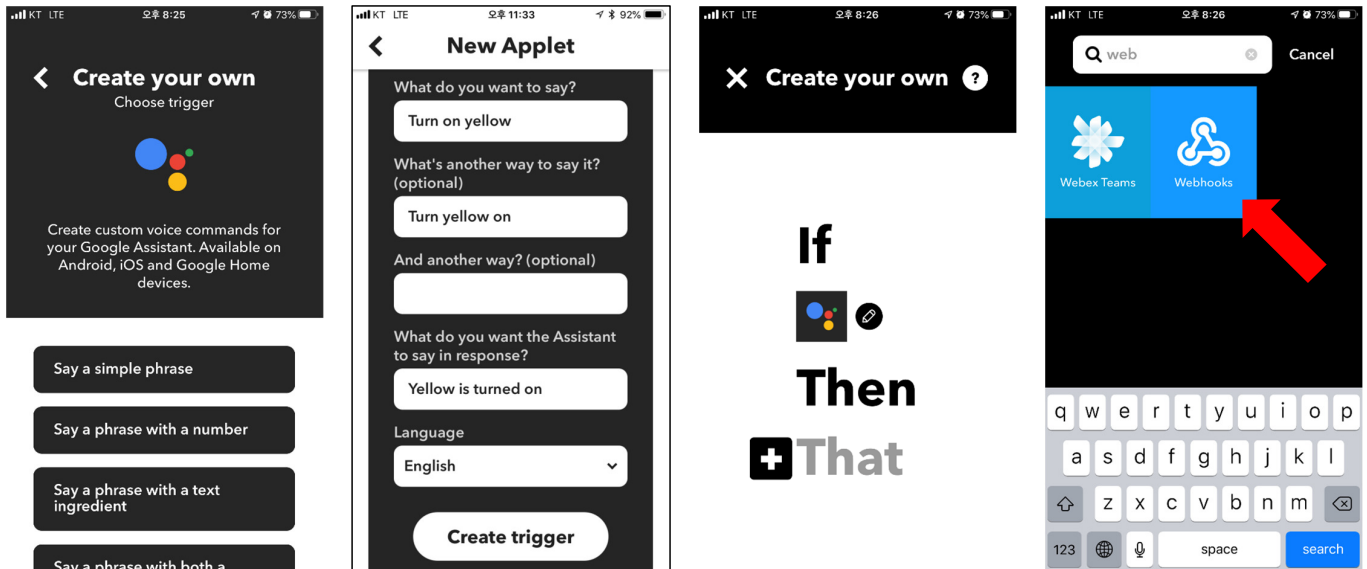 KT LTE 오후 8:25 73%
Create your own
Choose trigger
Create custom voice commands for
your Google Assistant. Available on
Android, iOS and Google Home
devices.
Say a simple phrase
Say a phrase with a number
Say a phrase with a text
ingredient
Say a phrase with both a
KT LTE 오후 11:33 92%
New Applet
What do you want to say?
Turn on yellow
What's another way to say it?
(optional)
Turn yellow on
And another way? (optional)
What do you want the Assistant
to say in response?
Yellow is turned on
Language
English
Create trigger
KT LTE 오후 8:26 73%
Create your own ?
If
Then
That
KT LTE 오후 8:26 73%
web Cancel
Webex Teams Webhooks
q w e r t y u i o p
a s d f g h j k l
z x c v b n m
123 space search